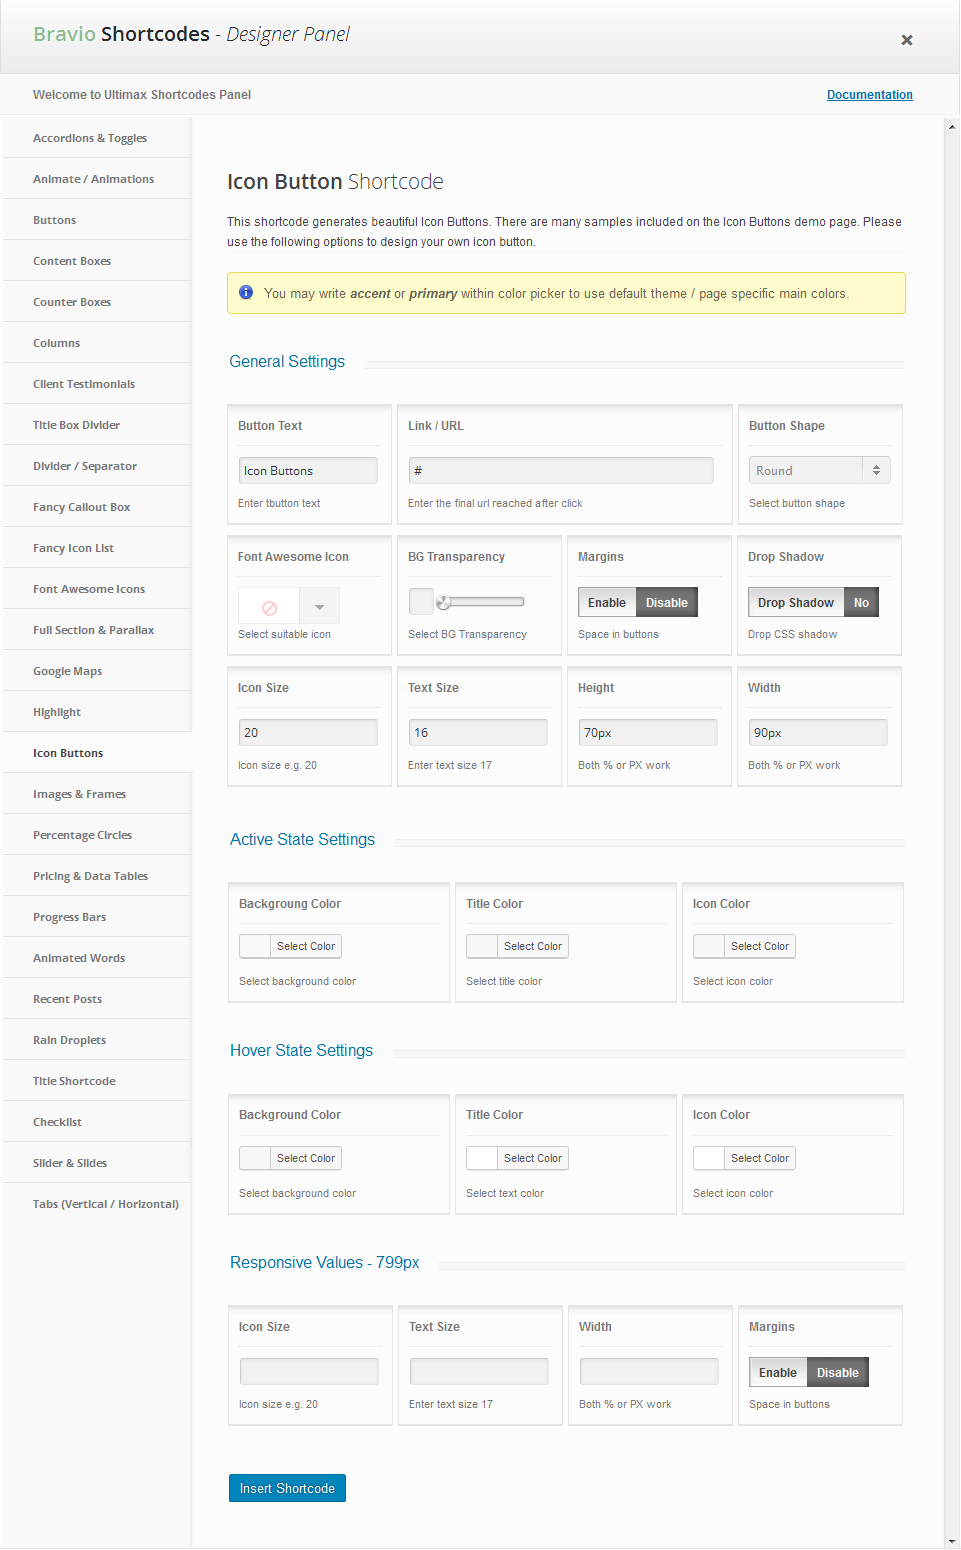 Bravio Shortcodes - Designer Panel
Welcome to Ultimax Shortcodes Panel
Documentation
Accordions & Toggles
Animate / Animations
Buttons
Content Boxes
Counter Boxes
Columns
Client Testimonials
Title Box Divider
Divider / Separator
Fancy Callout Box
Fancy Icon List
Font Awesome Icons
Full Section & Parallax
Google Maps
Highlight
Icon Buttons
Images & Frames
Percentage Circles
Pricing & Data Tables
Progress Bars
Animated Words
Recent Posts
Rain Droplets
Title Shortcode
Checklist
Slider & Slides
Tabs (Vertical / Horizontal)
Icon Button Shortcode
This shortcode generates beautiful Icon Buttons. There are many samples included on the Icon Buttons demo page. Please
use the following options to design your own icon button.
You may write accent or primary within color picker to use default theme / page specific main colors.
General Settings
Button Text
Icon Buttons
Enter tbutton text
Link / URL
#
Enter the final url reached after click
Button Shape
Round
Select button shape
Font Awesome Icon
Select suitable icon
BG Transparency
Select BG Transparency
Margins
Enable Disable
Space in buttons
Drop Shadow
Drop Shadow No
Drop CSS shadow
Icon Size
20
Icon size e.g. 20
Text Size
16
Enter text size 17
Height
70px
Both % or PX work
Width
90px
Both % or PX work
Active State Settings
Backgroung Color
Select Color
Select background color
Title Color
Select Color
Select title color
Icon Color
Select Color
Select icon color
Hover State Settings
Background Color
Select Color
Select background color
Title Color
Select Color
Select text color
Icon Color
Select Color
Select icon color
Responsive Values - 799px
Icon Size
Icon size e.g. 20
Text Size
Enter text size 17
Width
Both % or PX work
Margins
Enable Disable
Space in buttons
Insert Shortcode